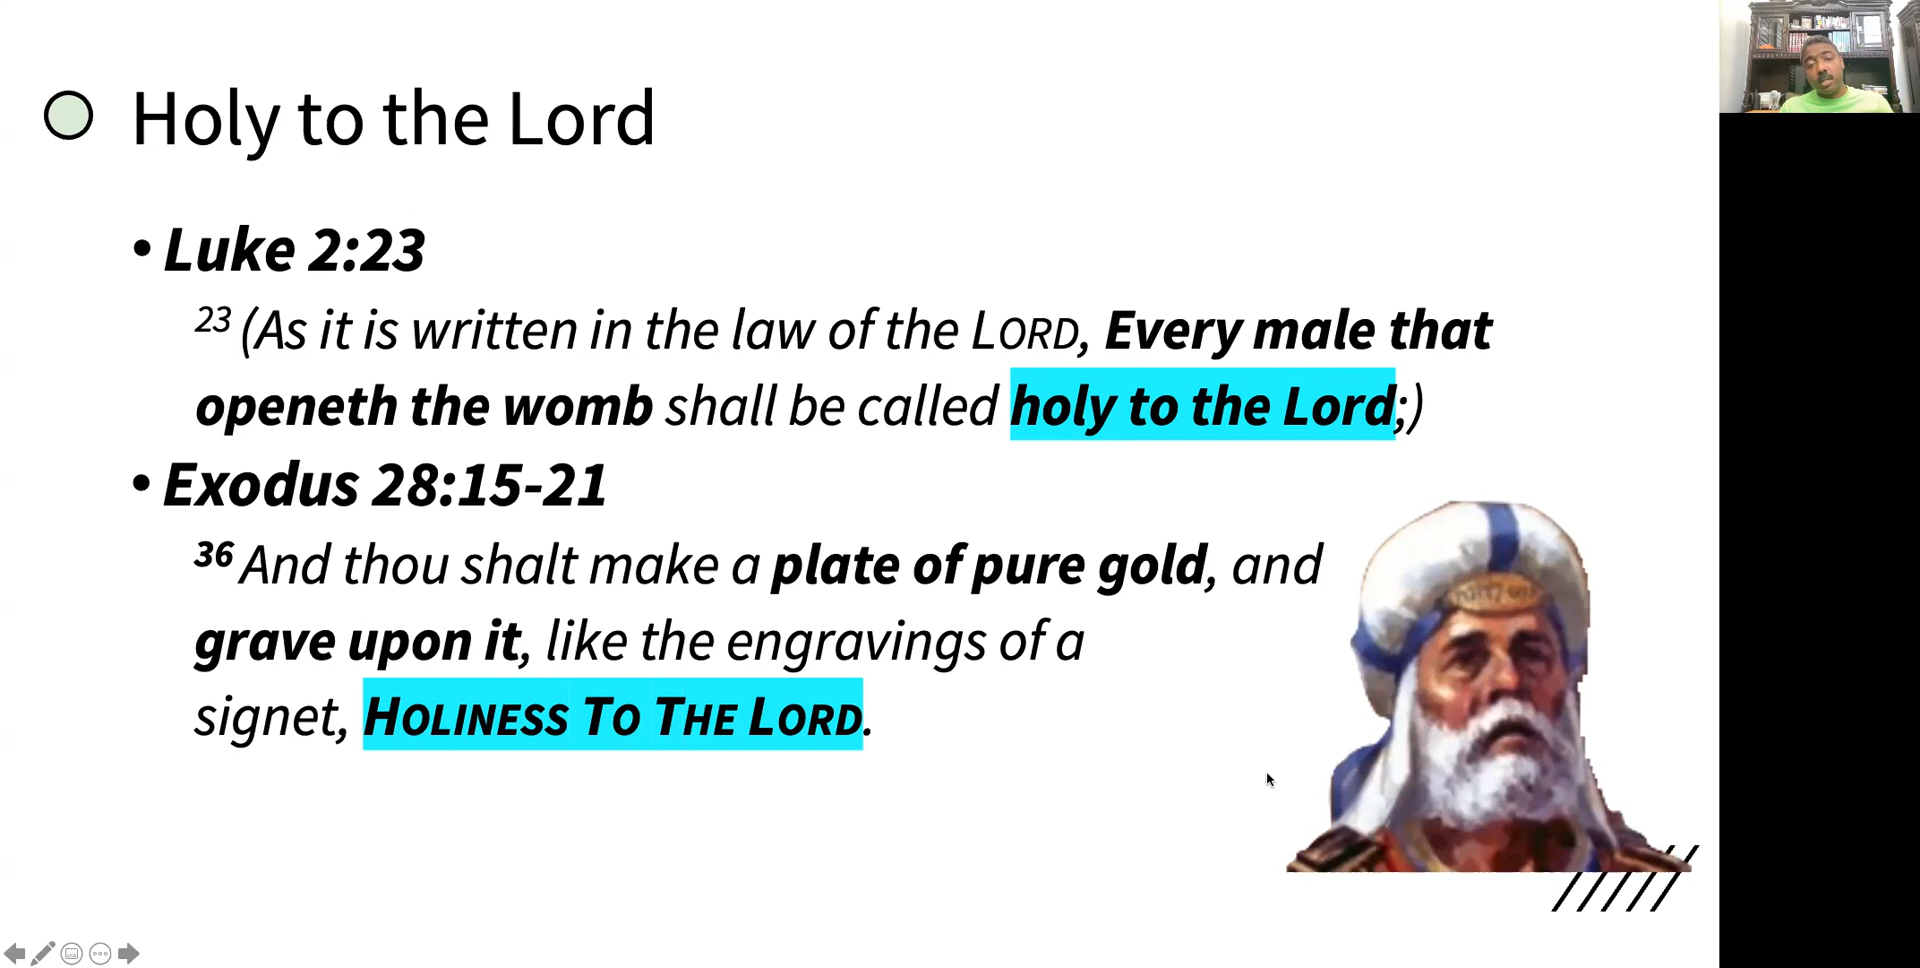 Holy to the Lord
• Luke 2:23
23 (As it is written in the law of the LORD, Every male that
openeth the womb shall be called holy to the Lord;)
• Exodus 28:15-21
36 And thou shalt make a plate of pure gold, and
grave upon it, like the engravings of a
signet, HOLINESS TO THE LORD.